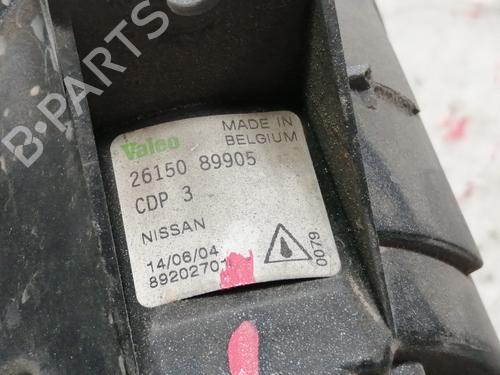 B-PARTS
Valeo
MADE IN
BELGIUM
26150 89905
CDP 3
NISSAN
14/06/04
89202701
0079